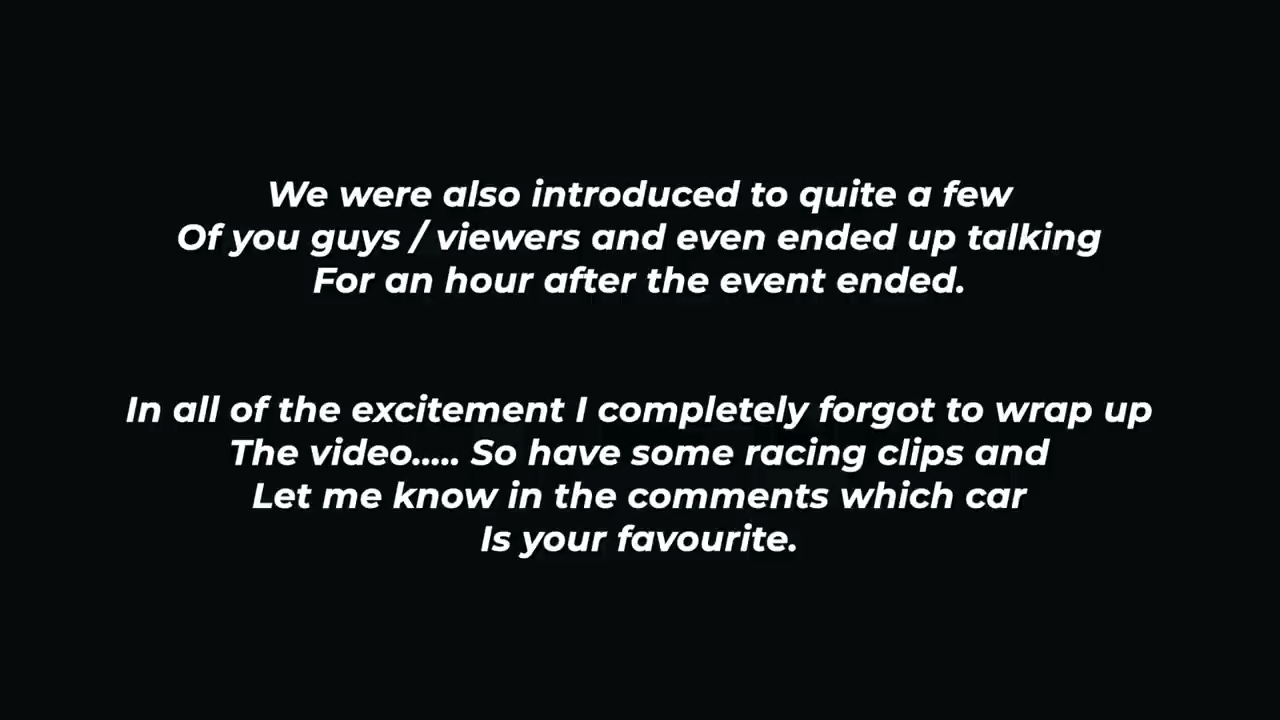 We were also introduced to quite a few
Of you guys / viewers and even ended up talking
For an hour after the event ended.
In all of the excitement I completely forgot to wrap up
The video..... So have some racing clips and
Let me know in the comments which car
Is your favourite.